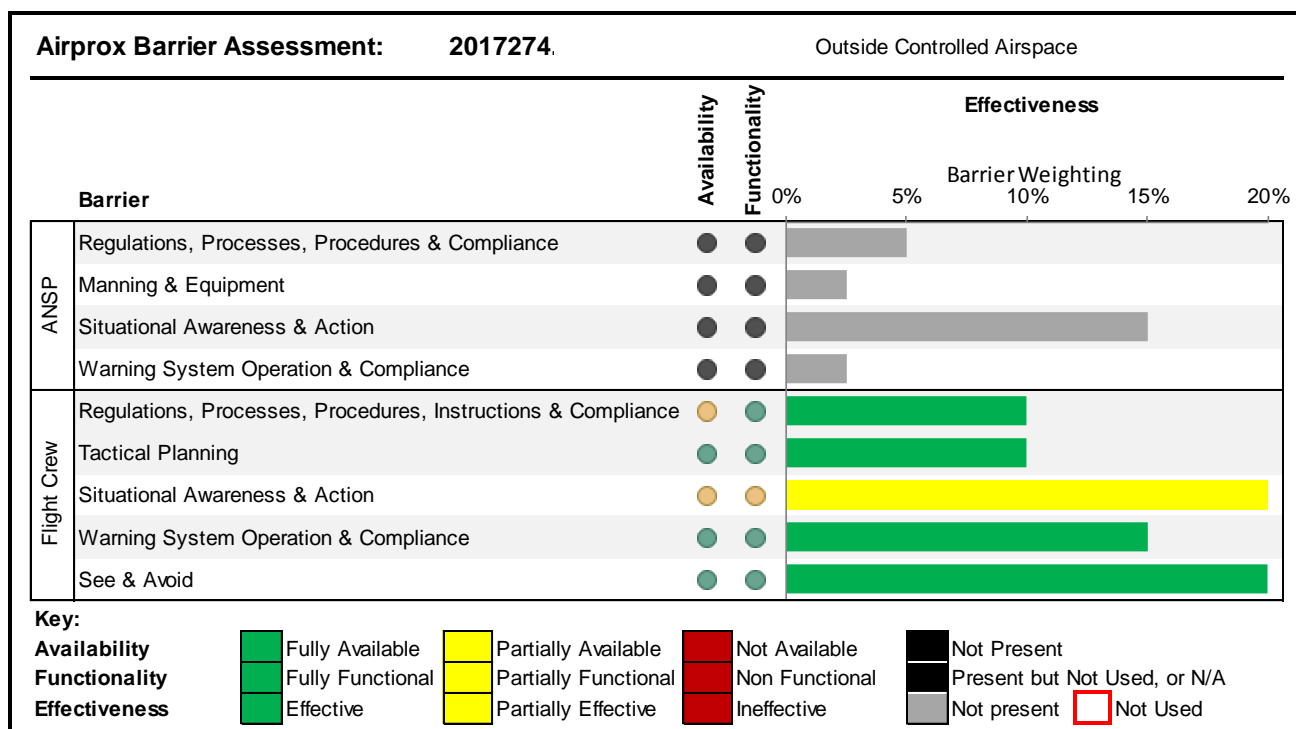 Airprox Barrier Assessment: 2017274. Outside Controlled Airspace
Availability
Functionality
Effectiveness
Barrier Weighting
Barrier
0% 5% 10% 15% 20%
ANSP
Regulations, Processes, Procedures & Compliance
Manning & Equipment
Situational Awareness & Action
Warning System Operation & Compliance
Flight Crew
Regulations, Processes, Procedures, Instructions & Compliance
Tactical Planning
Situational Awareness & Action
Warning System Operation & Compliance
See & Avoid
Key:
Availability Fully Available Partially Available Not Available Not Present
Functionality Fully Functional Partially Functional Non Functional Present but Not Used, or N/A
Effectiveness Effective Partially Effective Ineffective Not present Not Used